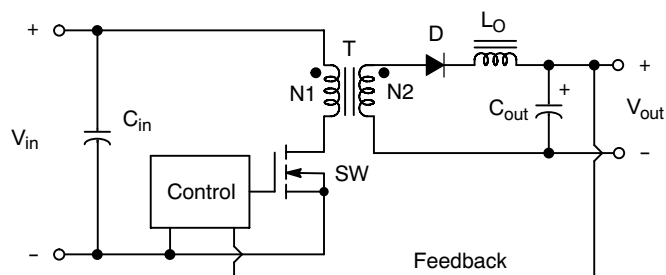 +
T
D
L_O
+
N1
N2
+
V_in
C_in
C_out
V_out
Control
SW
−
−
Feedback